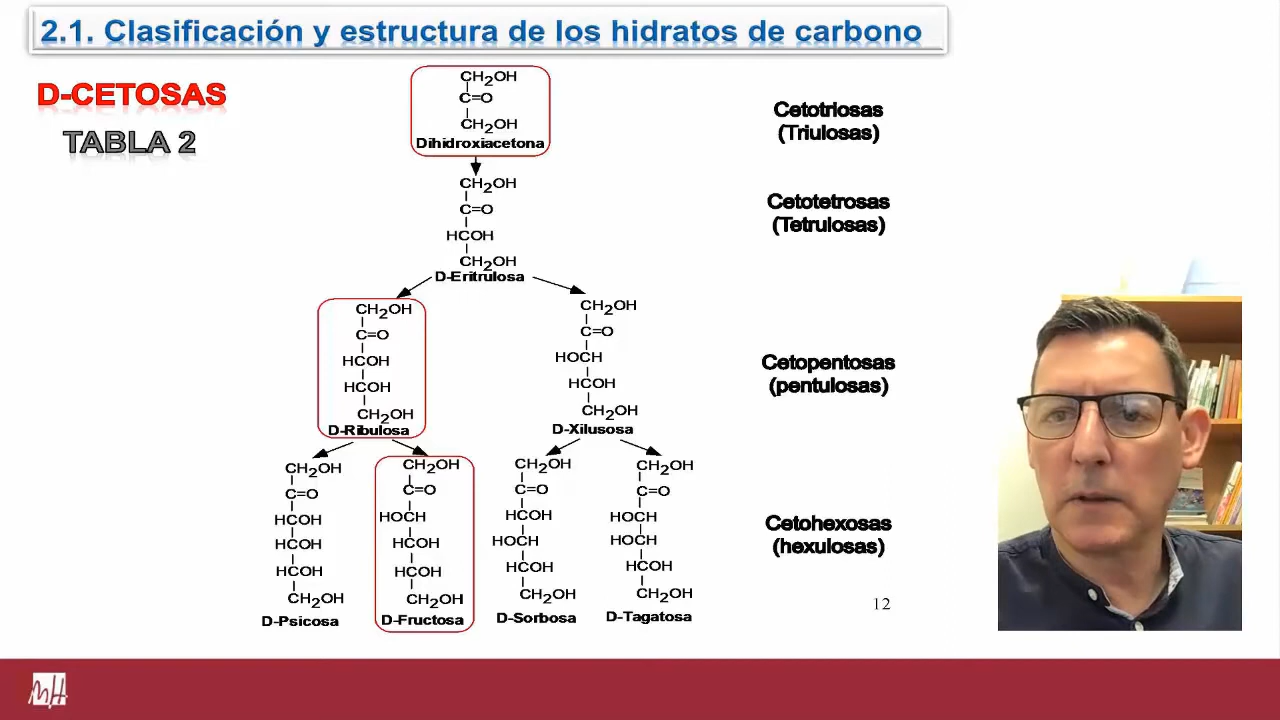 2.1. Clasificación y estructura de los hidratos de carbono
D-CETOSAS
TABLA 2
CH2OH
C=O
CH2OH
Dihidroxiacetona
Cetotriosas
(Triulosas)
CH2OH
C=O
HCOH
CH2OH
D-Eritrulosa
Cetotetrosas
(Tetrulosas)
CH2OH
C=O
HCOH
HCOH
CH2OH
D-Ribulosa
CH2OH
C=O
HOCH
HCOH
CH2OH
D-Xilusosa
Cetopentosas
(pentulosas)
CH2OH
C=O
HCOH
HCOH
HCOH
CH2OH
D-Psicosa
CH2OH
C=O
HOCH
HCOH
HCOH
CH2OH
D-Fructosa
CH2OH
C=O
HCOH
HOCH
HCOH
CH2OH
D-Sorbosa
CH2OH
C=O
HOCH
HOCH
HCOH
CH2OH
D-Tagatosa
Cetohexosas
(hexulosas)
12